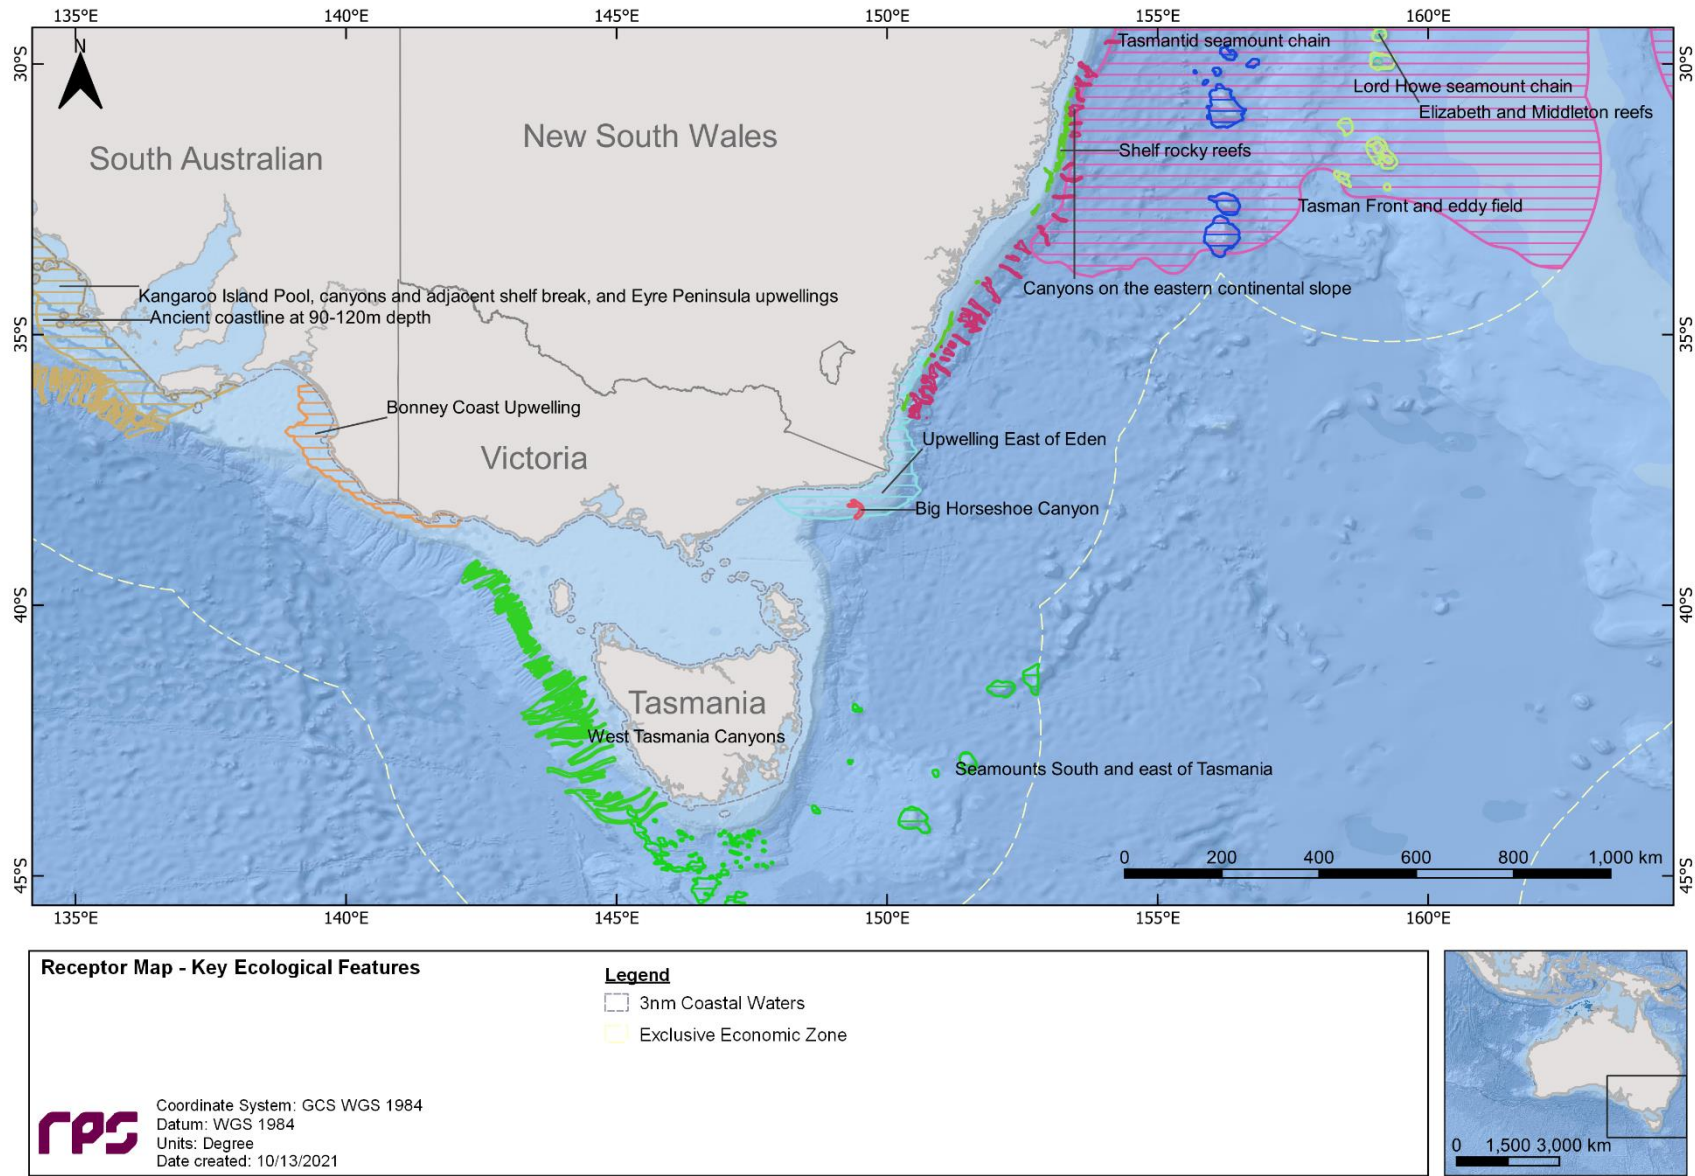 135°E 140°E 145°E 150°E 155°E 160°E
N
30°S 30°S
Tasmantid seamount chain
Lord Howe seamount chain
Elizabeth and Middleton reefs
New South Wales
South Australian
Shelf rocky reefs
Tasman Front and eddy field
Canyons on the eastern continental slope
Kangaroo Island Pool, canyons and adjacent shelf break, and Eyre Peninsula upwellings
Ancient coastline at 90-120m depth
35°S 35°S
Bonney Coast Upwelling
Upwelling East of Eden
Victoria
Big Horseshoe Canyon
40°S 40°S
Tasmania
West Tasmania Canyons
Seamounts South and east of Tasmania
0 200 400 600 800 1,000 km
45°S 45°S
135°E 140°E 145°E 150°E 155°E 160°E
Receptor Map - Key Ecological Features
Legend
3nm Coastal Waters
Exclusive Economic Zone
rps
Coordinate System: GCS WGS 1984
Datum: WGS 1984
Units: Degree
Date created: 10/13/2021
0 1,500 3,000 km